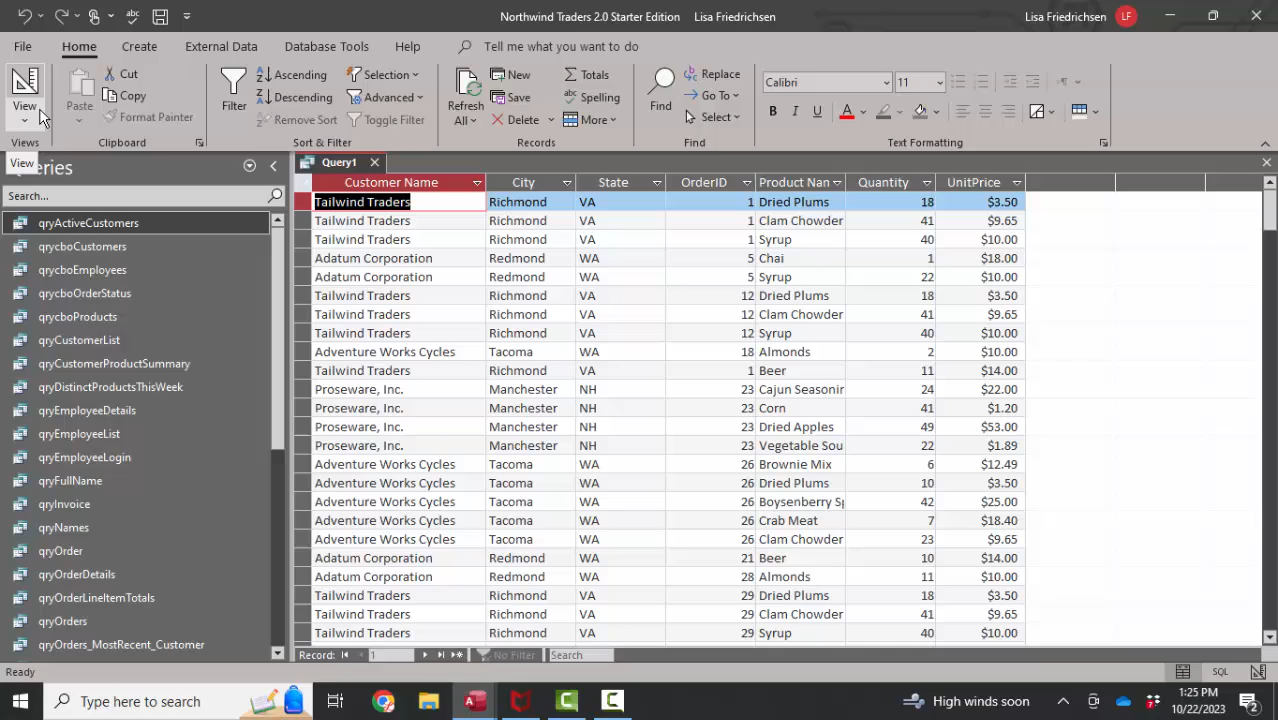 Northwind Traders 2.0 Starter Edition Lisa Friedrichsen Lisa Friedrichsen LF
File Home Create External Data Database Tools Help Tell me what you want to do
View Paste Cut Copy Format Painter Filter Ascending Descending Remove Sort Selection Advanced Toggle Filter Refresh All New Save Delete Totals Spelling More Find Replace Go To Select Calibri 11 B I U A
Views Clipboard Sort & Filter Records Find Text Formatting
View
eries Query1
Search...
Customer Name City State OrderID Product Nan Quantity UnitPrice
qryActiveCustomers
qrycboCustomers
qrycboEmployees
qrycboOrderStatus
qrycboProducts
qryCustomerList
qryCustomerProductSummary
qryDistinctProductsThisWeek
qryEmployeeDetails
qryEmployeeList
qryEmployeeLogin
qryFullName
qryInvoice
qryNames
qryOrder
qryOrderDetails
qryOrderLineItemTotals
qryOrders
qryOrders_MostRecent_Customer
Tailwind Traders Richmond VA 1 Dried Plums 18 $3.50
Tailwind Traders Richmond VA 1 Clam Chowder 41 $9.65
Tailwind Traders Richmond VA 1 Syrup 40 $10.00
Adatum Corporation Redmond WA 5 Chai 1 $18.00
Adatum Corporation Redmond WA 5 Syrup 22 $10.00
Tailwind Traders Richmond VA 12 Dried Plums 18 $3.50
Tailwind Traders Richmond VA 12 Clam Chowder 41 $9.65
Tailwind Traders Richmond VA 12 Syrup 40 $10.00
Adventure Works Cycles Tacoma WA 18 Almonds 2 $10.00
Tailwind Traders Richmond VA 1 Beer 11 $14.00
Proseware, Inc. Manchester NH 23 Cajun Seasonir 24 $22.00
Proseware, Inc. Manchester NH 23 Corn 41 $1.20
Proseware, Inc. Manchester NH 23 Dried Apples 49 $53.00
Proseware, Inc. Manchester NH 23 Vegetable Sou 22 $1.89
Adventure Works Cycles Tacoma WA 26 Brownie Mix 6 $12.49
Adventure Works Cycles Tacoma WA 26 Dried Plums 10 $3.50
Adventure Works Cycles Tacoma WA 26 Boysenberry Sp 42 $25.00
Adventure Works Cycles Tacoma WA 26 Crab Meat 7 $18.40
Adventure Works Cycles Tacoma WA 26 Clam Chowder 23 $9.65
Adatum Corporation Redmond WA 21 Beer 10 $14.00
Adatum Corporation Redmond WA 28 Almonds 11 $10.00
Tailwind Traders Richmond VA 29 Dried Plums 18 $3.50
Tailwind Traders Richmond VA 29 Clam Chowder 41 $9.65
Tailwind Traders Richmond VA 29 Syrup 40 $10.00
Record: 1 No Filter Search
Ready SQL
Type here to search High winds soon 7 1:25 PM
10/22/2023 2